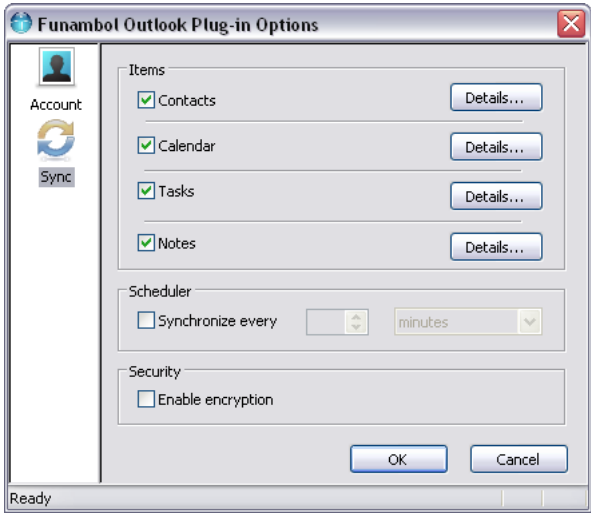 Funambol Outlook Plug-in Options
Account
Sync
Items
Contacts Details...
Calendar Details...
Tasks Details...
Notes Details...
Scheduler
Synchronize every minutes
Security
Enable encryption
OK Cancel
Ready